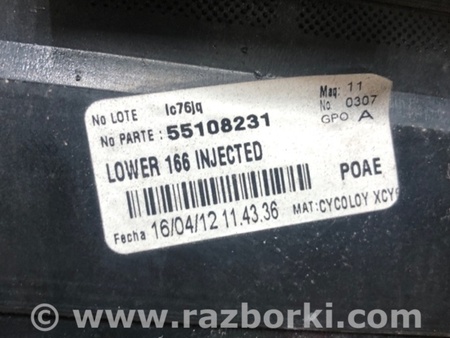 No LOTE lc76jq
No PARTE : 55108231
LOWER 166 INJECTED
Fecha 16/04/12 11.43.36
Maq: 11
No. 0307
GPO A
POAE
MAT:CYCOLOY XCY
© www.razborki.com